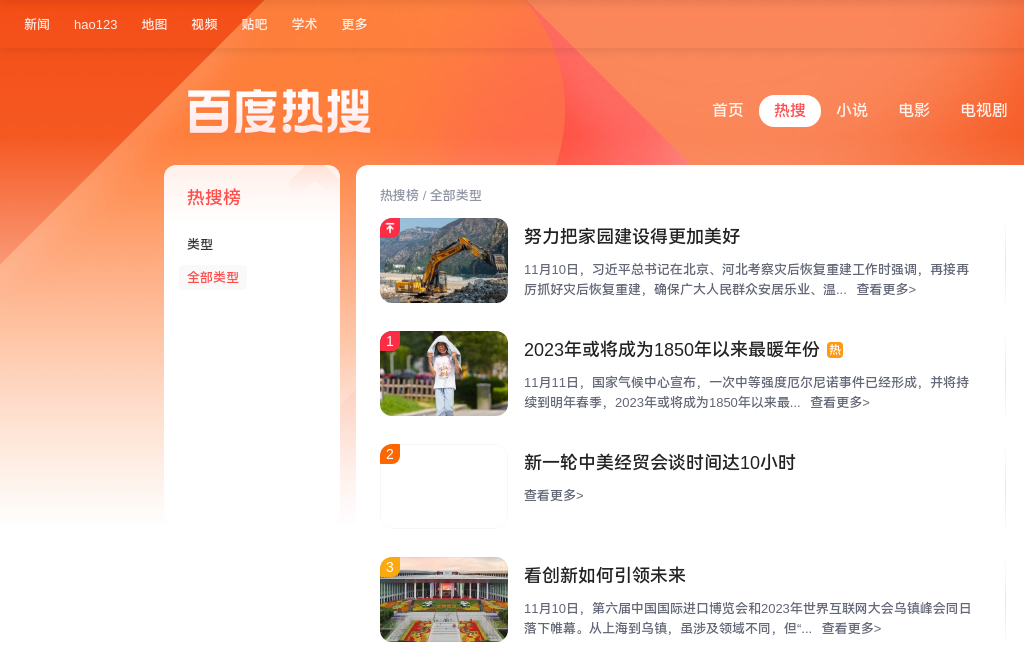 新闻 hao123 地图 视频 贴吧 学术 更多
百度热搜
首页 热搜 小说 电影 电视剧
热搜榜
类型
全部类型
热搜榜 / 全部类型
努力把家园建设得更加美好
11月10日，习近平总书记在北京、河北考察灾后恢复重建工作时强调，再接再
厉抓好灾后恢复重建，确保广大人民群众安居乐业、温... 查看更多>
1
2023年或将成为1850年以来最暖年份 热
11月11日，国家气候中心宣布，一次中等强度厄尔尼诺事件已经形成，并将持
续到明年春季，2023年或将成为1850年以来最... 查看更多>
2
新一轮中美经贸会谈时间达10小时
查看更多>
3
看创新如何引领未来
11月10日，第六届中国国际进口博览会和2023年世界互联网大会乌镇峰会同日
落下帷幕。从上海到乌镇，虽涉及领域不同，但“... 查看更多>